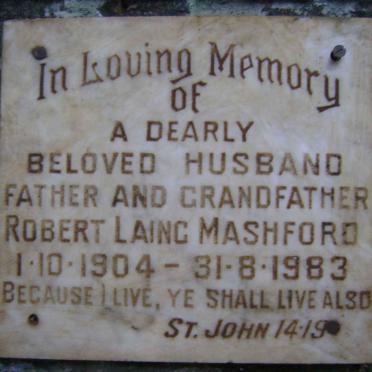 In Loving Memory
OF
A DEARLY
BELOVED HUSBAND
FATHER AND GRANDFATHER
ROBERT LAING MASHFORD
1·10·1904 – 31·8·1983
BECAUSE I LIVE, YE SHALL LIVE ALSO
ST. JOHN 14·19